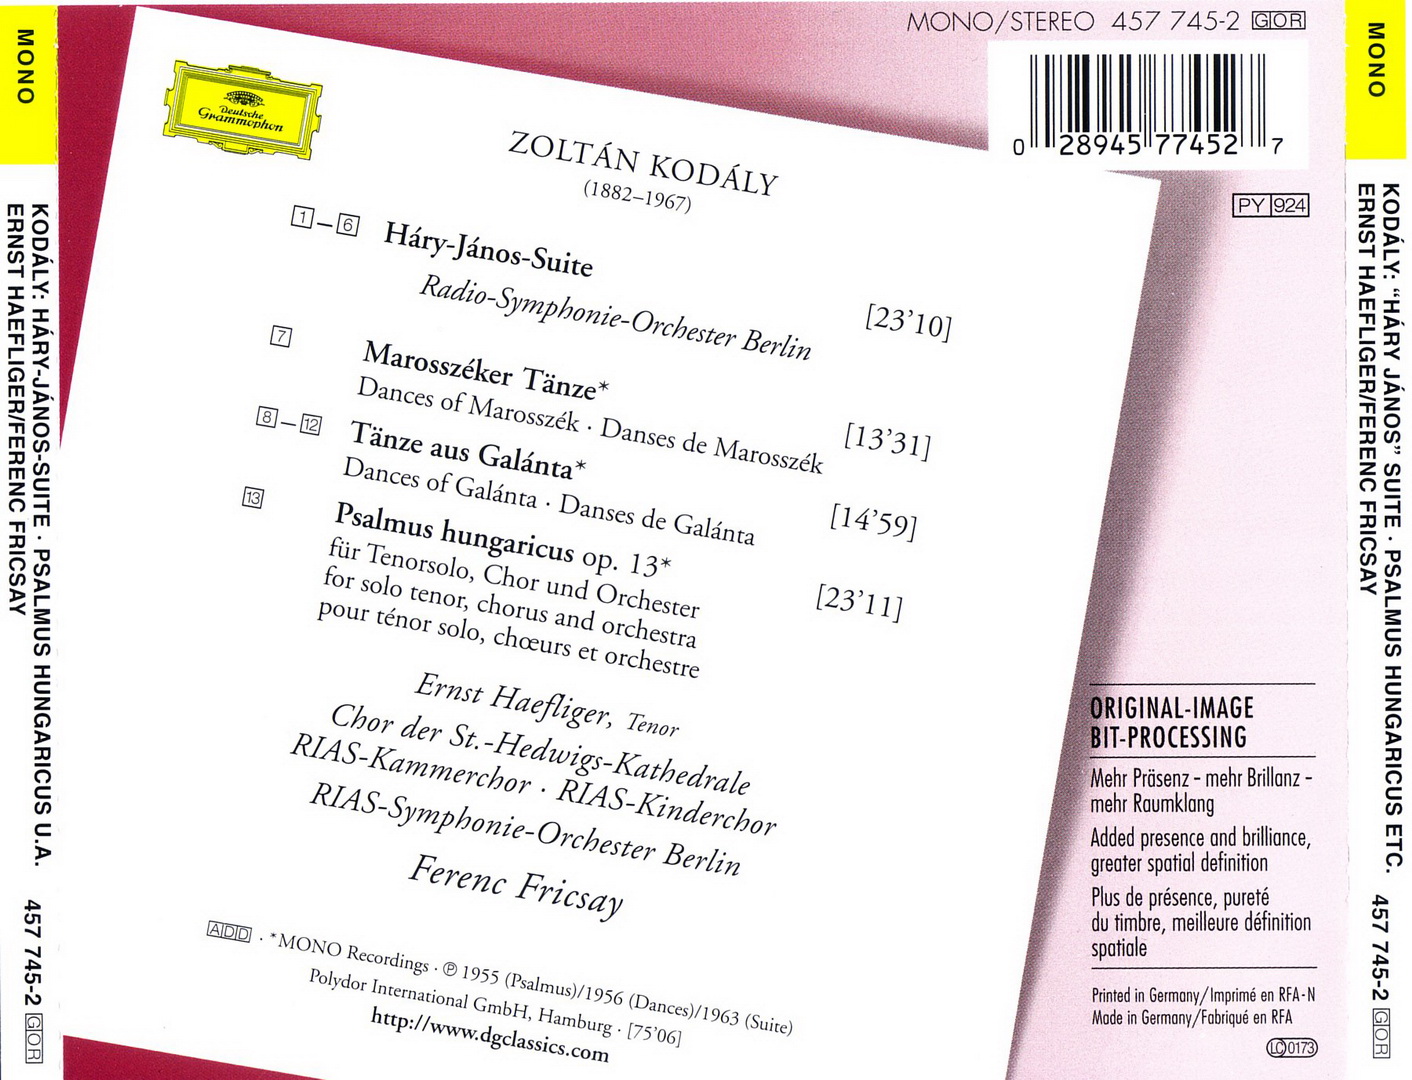 MONO
KODÁLY: HÁRY-JÁNOS-SUITE · PSALMUS HUNGARICUS U.A.
ERNST HAEFLIGER/FERENC FRICSAY
457 745-2 GOR
MONO/STEREO 457 745-2 GOR
0 28945 77452 7
PY 924
Deutsche
Grammophon
ZOLTÁN KODÁLY
(1882–1967)
1 – 6 Háry-János-Suite
Radio-Symphonie-Orchester Berlin [23'10]
7 Marosszéker Tänze*
Dances of Marosszék · Danses de Marosszék [13'31]
8 – 12 Tänze aus Galánta*
Dances of Galánta · Danses de Galánta [14'59]
13 Psalmus hungaricus op. 13*
für Tenorsolo, Chor und Orchester [23'11]
for solo tenor, chorus and orchestra
pour ténor solo, chœurs et orchestre
Ernst Haefliger, Tenor
Chor der St.-Hedwigs-Kathedrale
RIAS-Kammerchor · RIAS-Kinderchor
RIAS-Symphonie-Orchester Berlin
Ferenc Fricsay
ADD · *MONO Recordings · ℗ 1955 (Psalmus)/1956 (Dances)/1963 (Suite)
Polydor International GmbH, Hamburg · [75'06]
http://www.dgclassics.com
ORIGINAL-IMAGE
BIT-PROCESSING
Mehr Präsenz - mehr Brillanz -
mehr Raumklang
Added presence and brilliance,
greater spatial definition
Plus de présence, pureté
du timbre, meilleure définition
spatiale
Printed in Germany/Imprimé en RFA·N
Made in Germany/Fabriqué en RFA
LC 0173
MONO
KODÁLY: “HÁRY JÁNOS” SUITE · PSALMUS HUNGARICUS ETC.
ERNST HAEFLIGER/FERENC FRICSAY
457 745-2 GOR